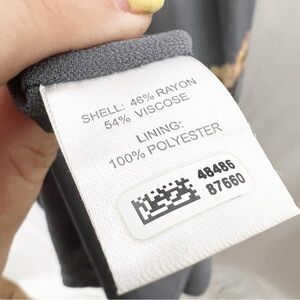 SHELL: 46% RAYON
54% VISCOSE
LINING:
100% POLYESTER
48486
87660